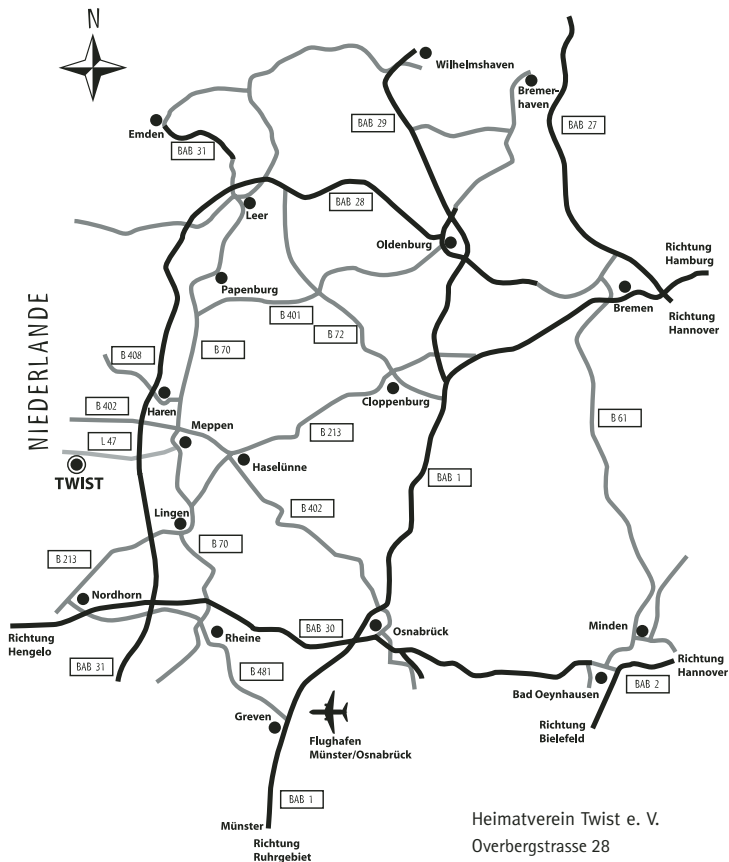 N
Wilhelmshaven
Bremer-
haven
BAB 29
BAB 27
Emden
BAB 31
BAB 28
Leer
Oldenburg
Richtung
Hamburg
Papenburg
Bremen
Richtung
Hannover
NIEDERLANDE
B 401
B 72
B 70
B 408
Haren
Cloppenburg
B 402
B 61
Meppen
B 213
L 47
Haselünne
TWIST
BAB 1
B 402
Lingen
B 70
B 213
Nordhorn
Osnabrück
Minden
BAB 30
Rheine
Richtung
Hengelo
BAB 31
B 481
Richtung
Hannover
BAB 2
Bad Oeynhausen
Greven
Richtung
Bielefeld
Flughafen
Münster/Osnabrück
BAB 1
Münster
Richtung
Ruhrgebiet
Heimatverein Twist e. V.
Overbergstrasse 28